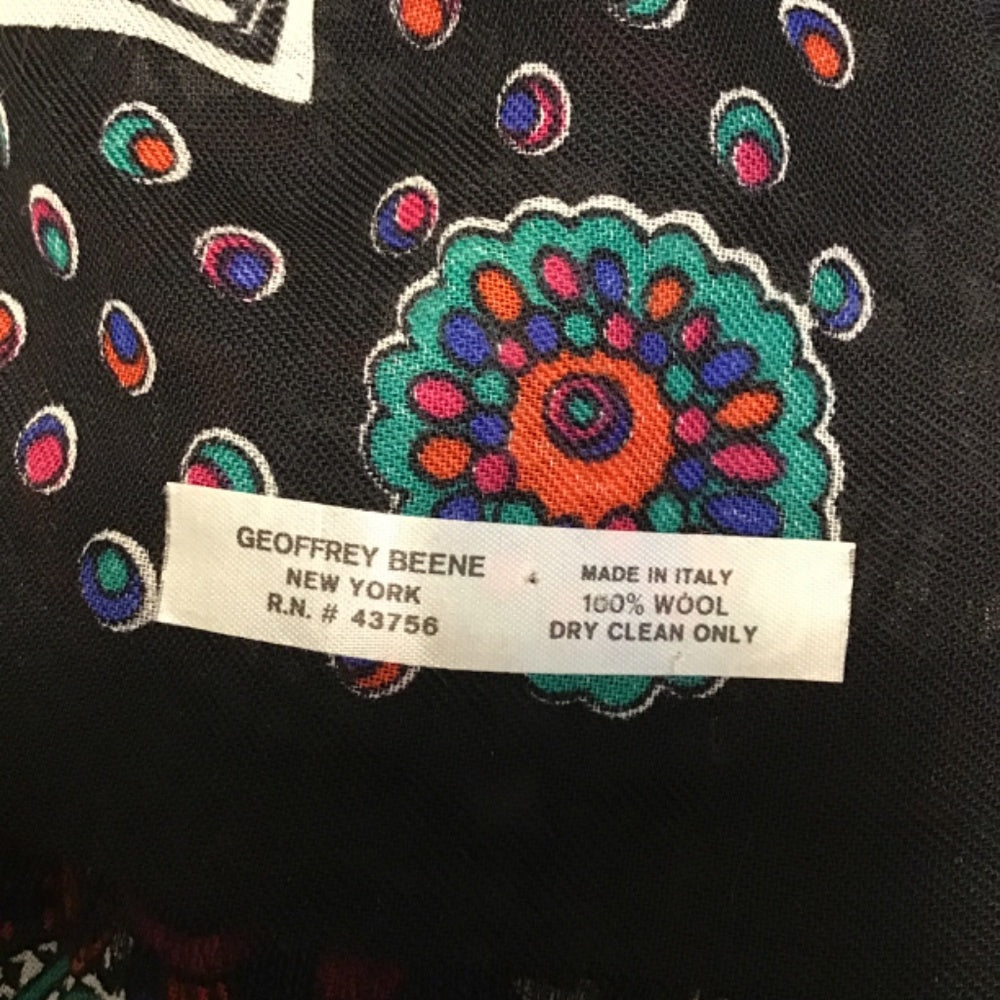 GEOFFREY BEENE
NEW YORK
R.N. # 43756
MADE IN ITALY
100% WOOL
DRY CLEAN ONLY